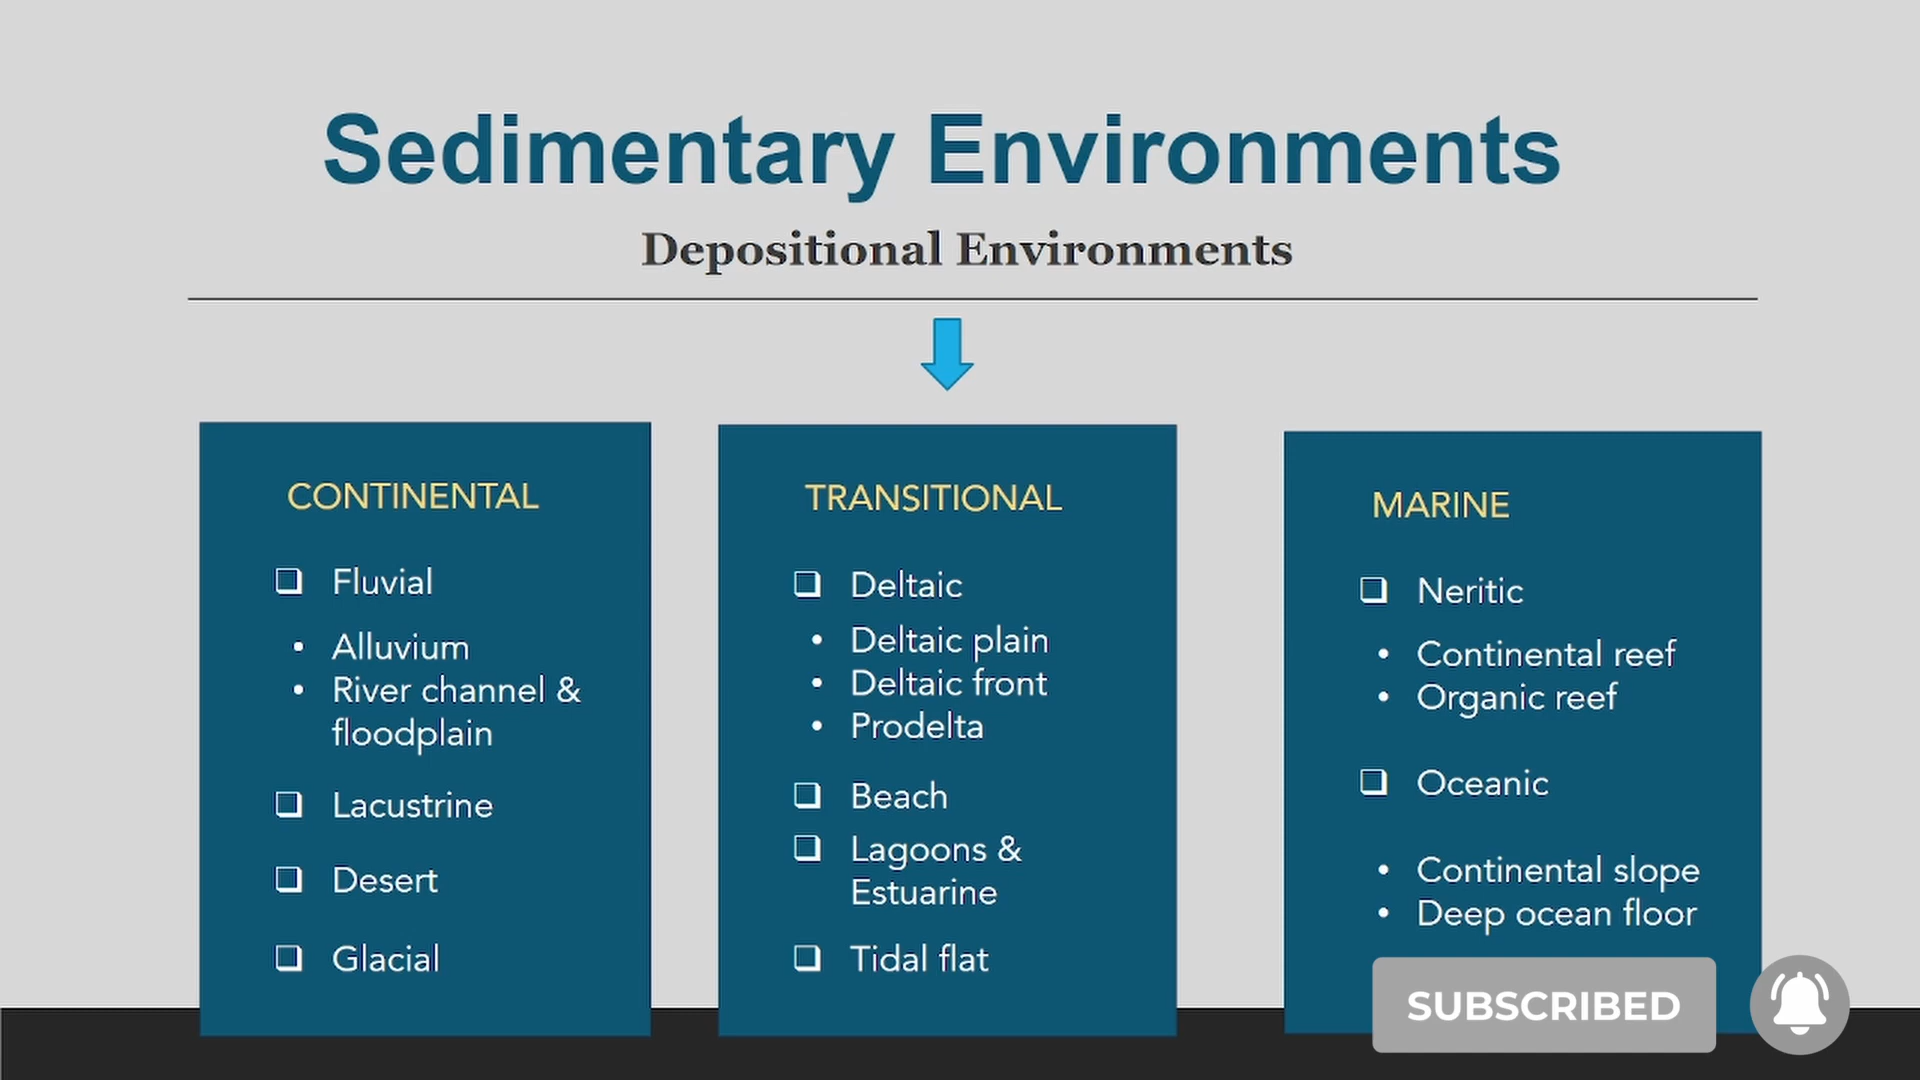 Sedimentary Environments
Depositional Environments
CONTINENTAL
Fluvial
Alluvium
River channel &
floodplain
Lacustrine
Desert
Glacial
TRANSITIONAL
Deltaic
Deltaic plain
Deltaic front
Prodelta
Beach
Lagoons &
Estuarine
Tidal flat
MARINE
Neritic
Continental reef
Organic reef
Oceanic
Continental slope
Deep ocean floor
SUBSCRIBED